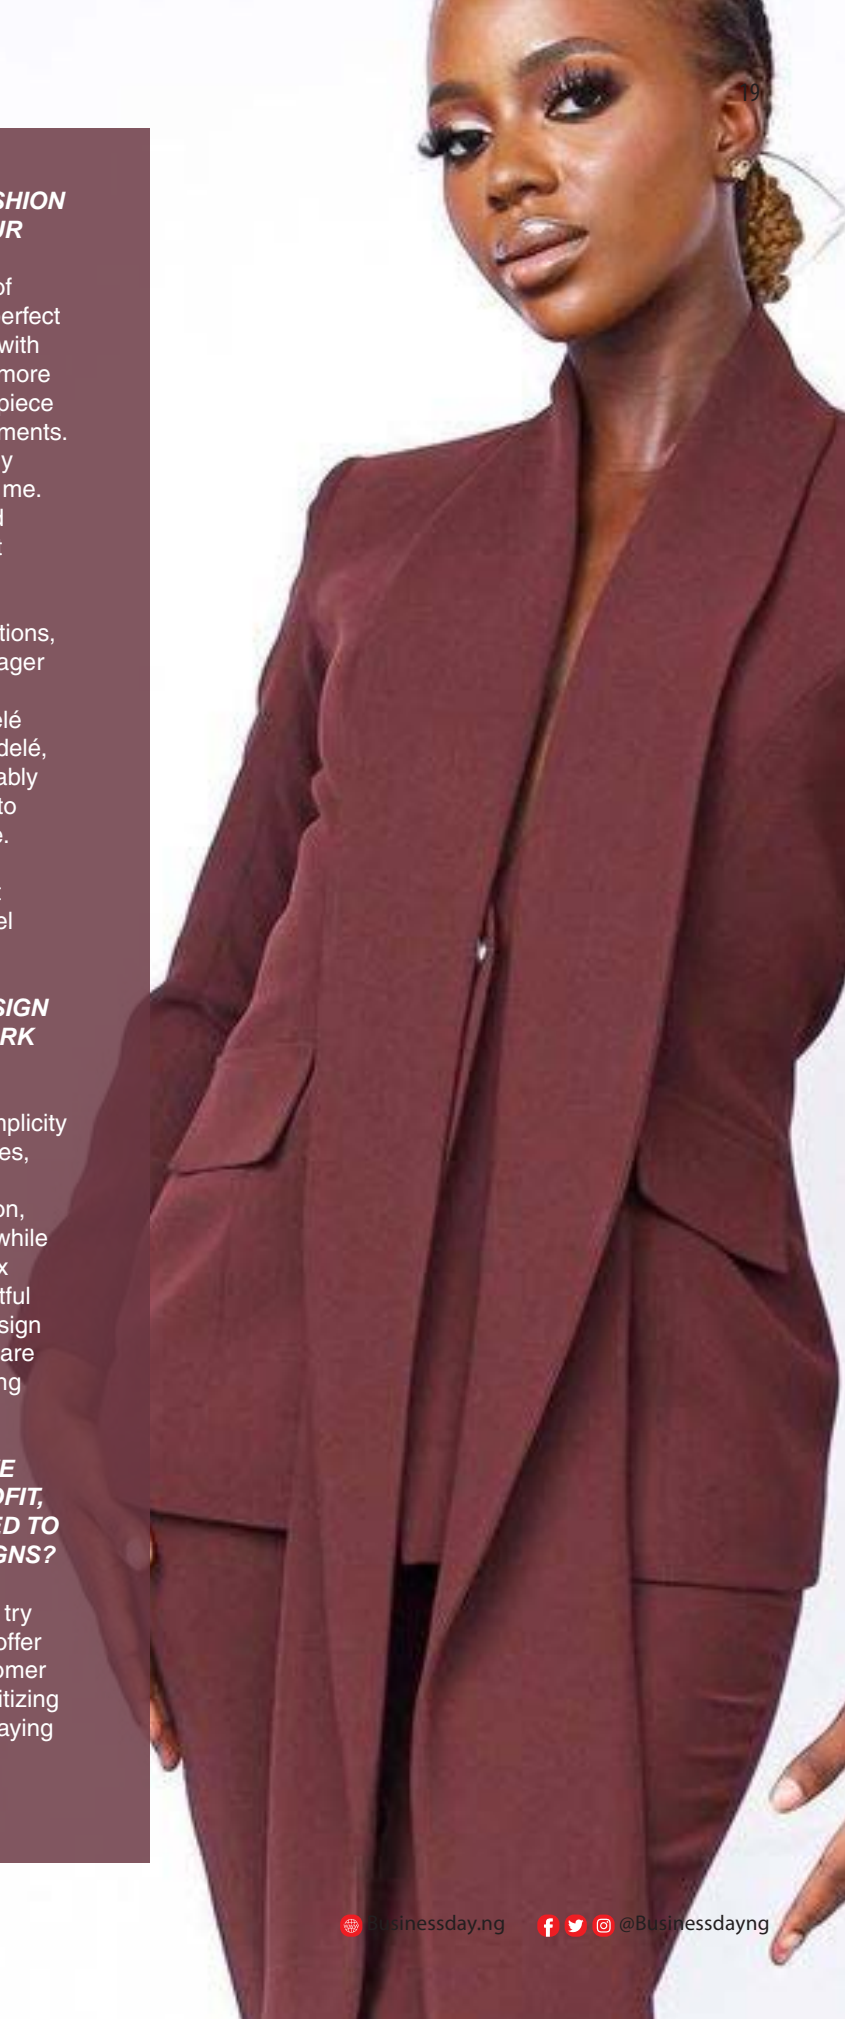 19
SHION
UR
of
erfect
with
more
piece
ments.
y
me.
d
t
tions,
ager
elé
delé,
ably
to
e.
t
el
SIGN
RK
nplicity
es,
on,
while
x
tful
sign
are
ng
E
OFIT,
ED TO
GNS?
try
offer
omer
itizing
aying
Businessday.ng @Businessdayng